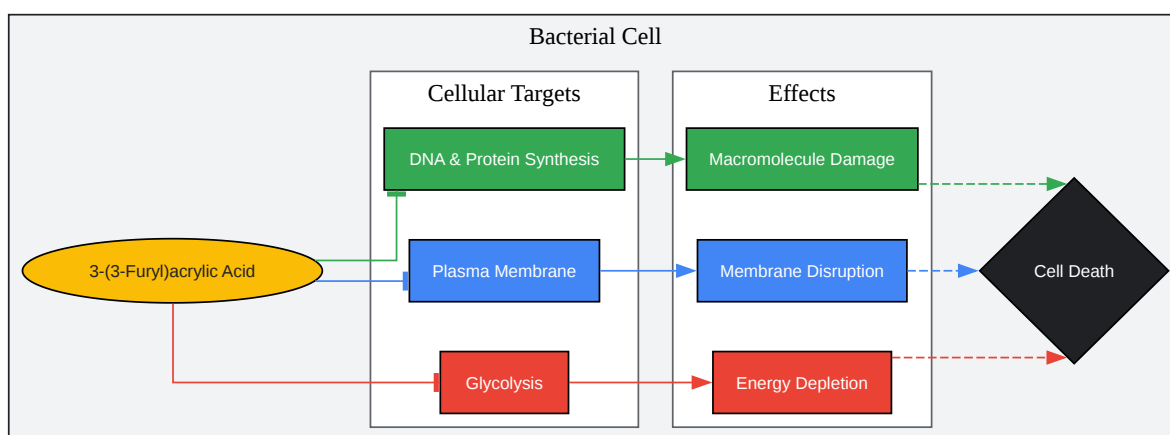 Bacterial Cell
Cellular Targets
Effects
DNA & Protein Synthesis
Macromolecule Damage
3-(3-Furyl)acrylic Acid
Plasma Membrane
Membrane Disruption
Cell Death
Glycolysis
Energy Depletion